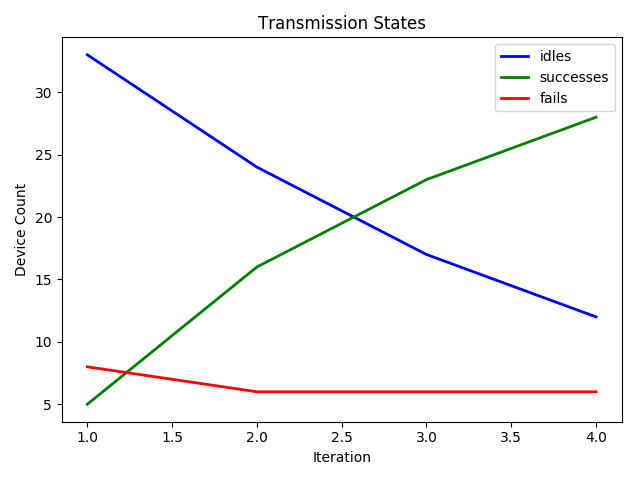 Transmission States
idles
successes
fails
Device Count
30
25
20
15
10
5
1.0 1.5 2.0 2.5 3.0 3.5 4.0
Iteration